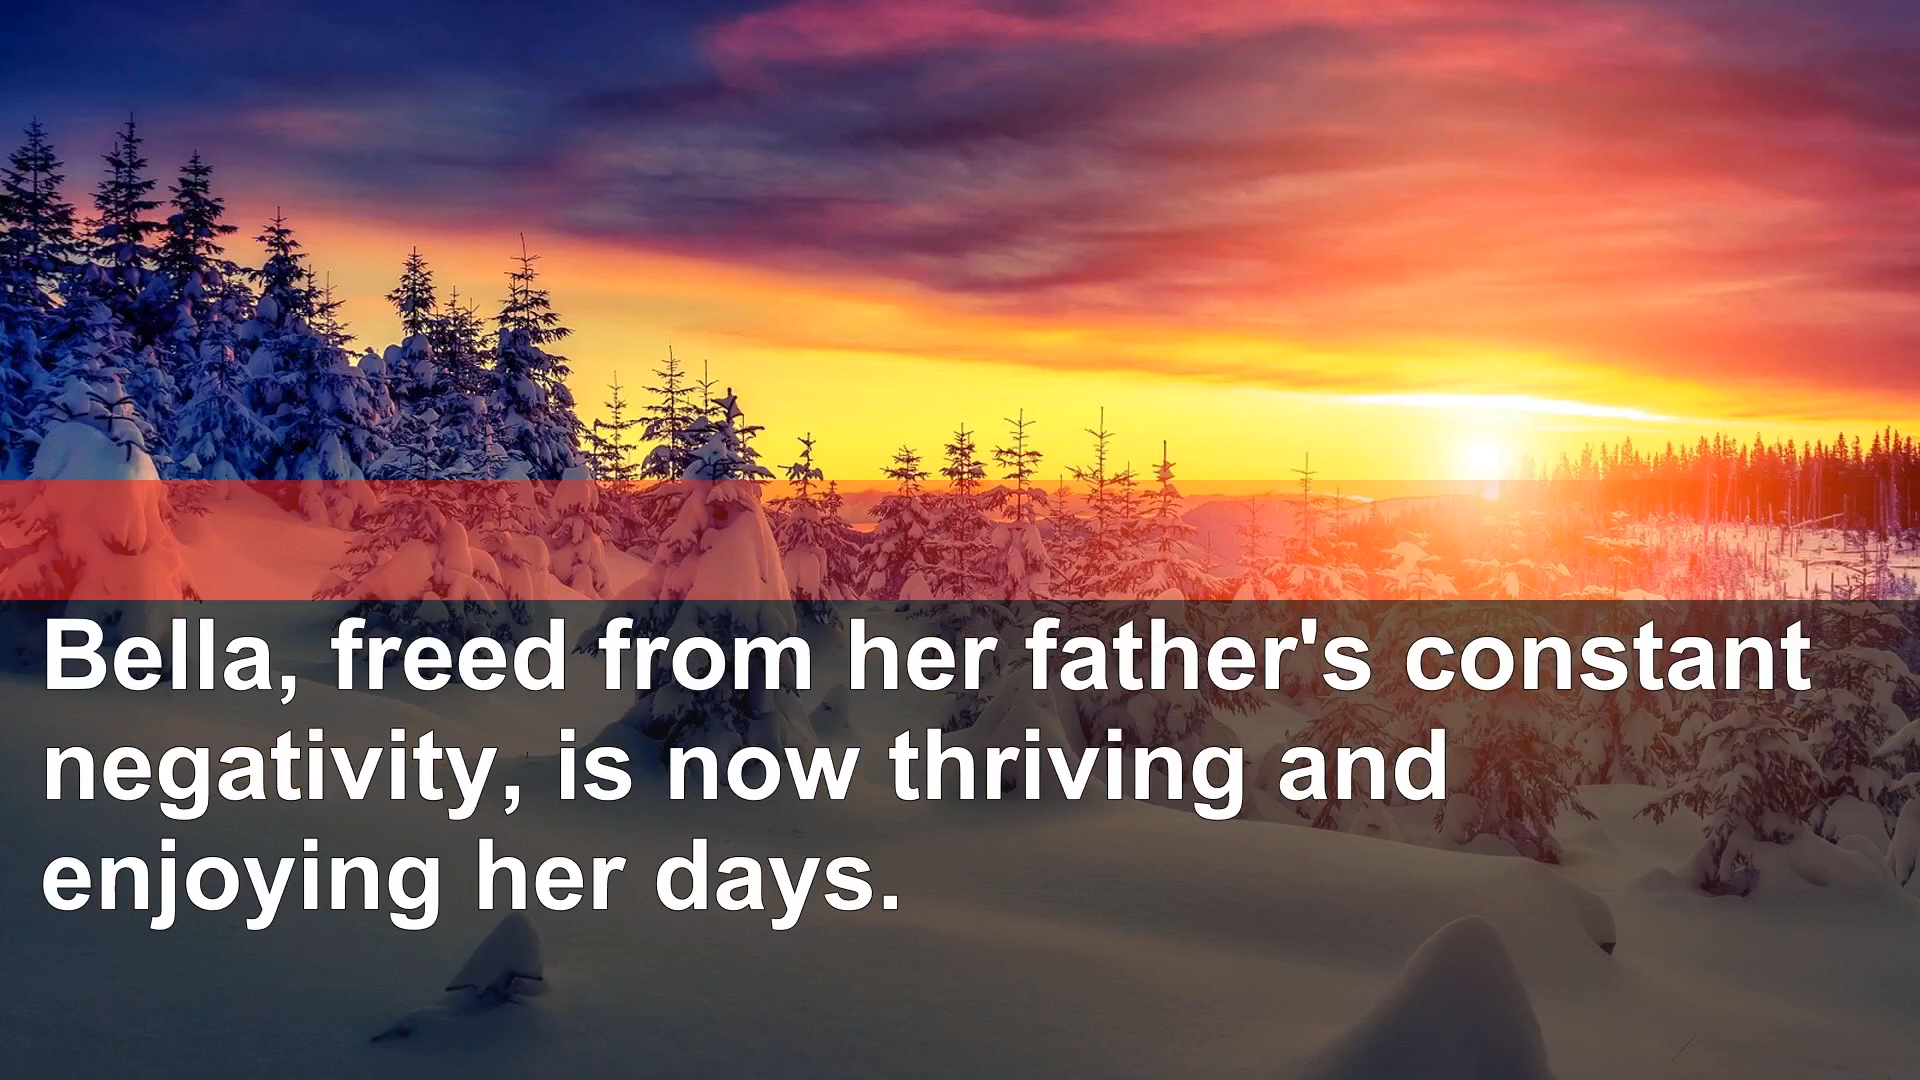 Bella, freed from her father's constant
negativity, is now thriving and
enjoying her days.